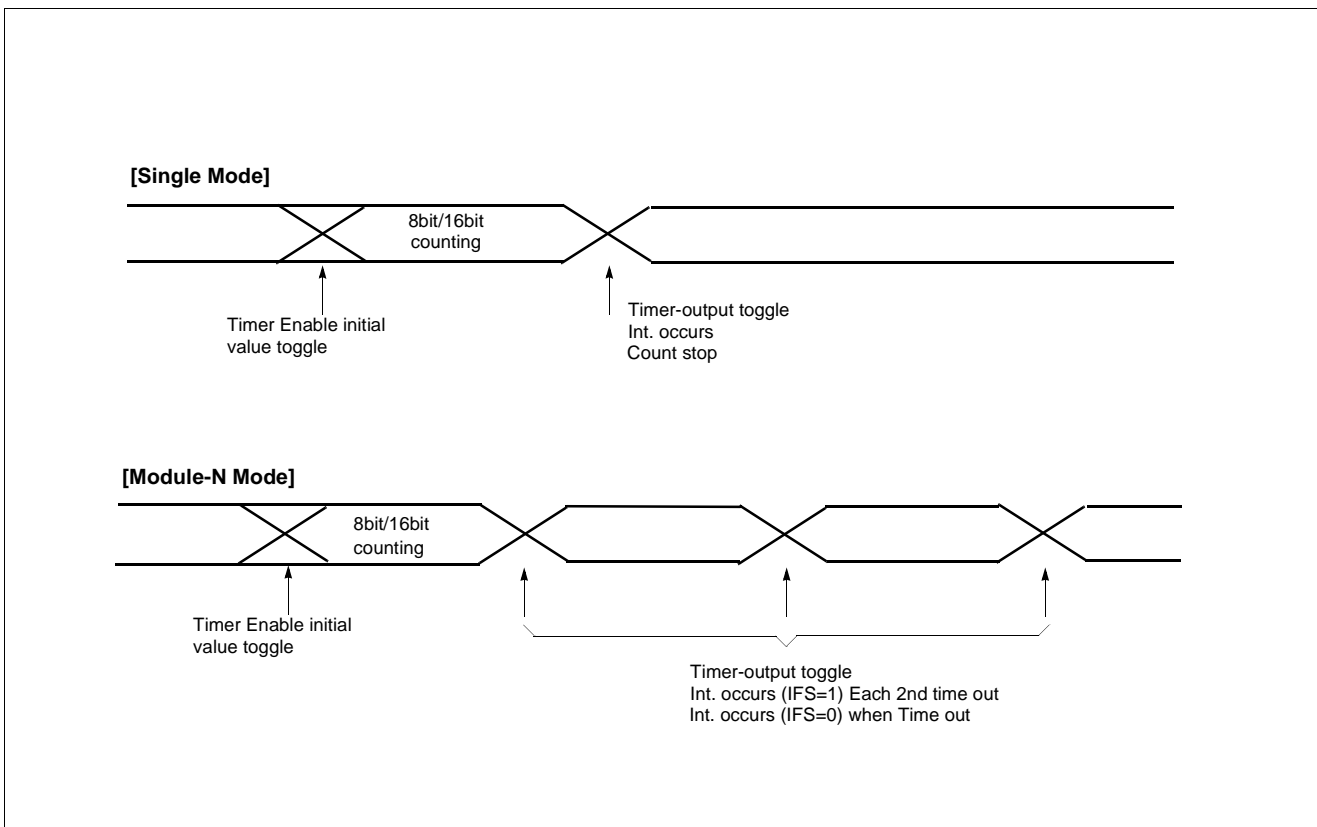 [Single Mode]
8bit/16bit
counting
Timer Enable initial
value toggle
Timer-output toggle
Int. occurs
Count stop
[Module-N Mode]
8bit/16bit
counting
Timer Enable initial
value toggle
Timer-output toggle
Int. occurs (IFS=1) Each 2nd time out
Int. occurs (IFS=0) when Time out